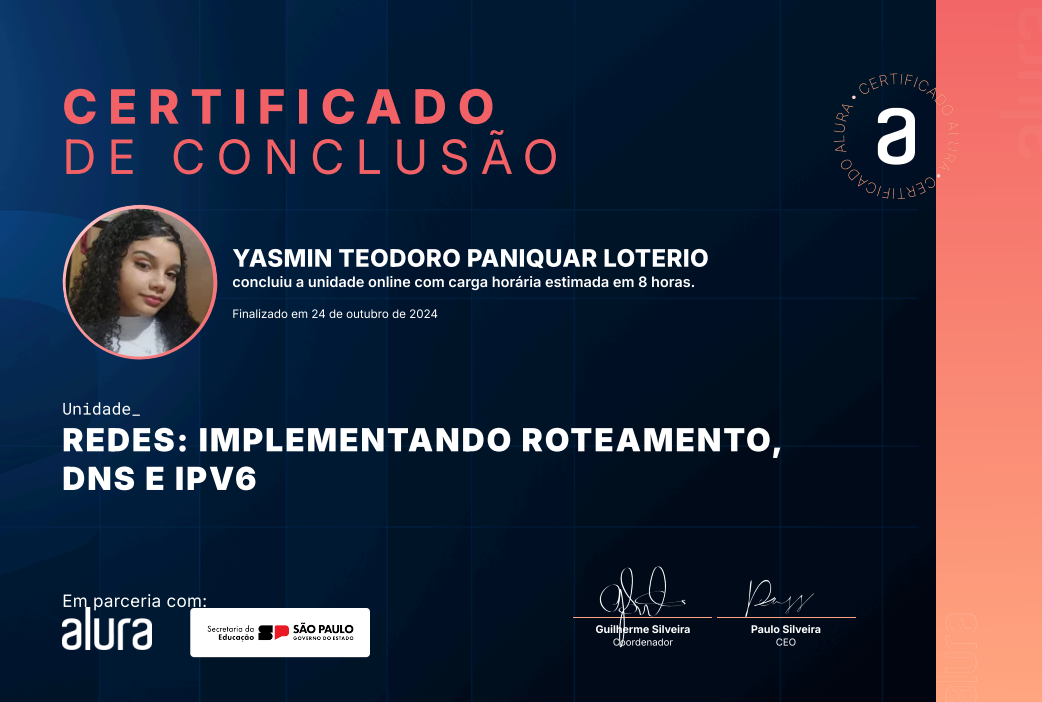 CERTIFICADO
DE CONCLUSÃO
• CERTIFICADO ALURA • CERTIFICADO ALURA
a
YASMIN TEODORO PANIQUAR LOTERIO
concluiu a unidade online com carga horária estimada em 8 horas.
Finalizado em 24 de outubro de 2024
Unidade_
REDES: IMPLEMENTANDO ROTEAMENTO,
DNS E IPV6
Em parceria com:
alura
Secretaria da
Educação
SP
SÃO PAULO
GOVERNO DO ESTADO
Guilherme Silveira
Coordenador
Paulo Silveira
CEO
alura
alura